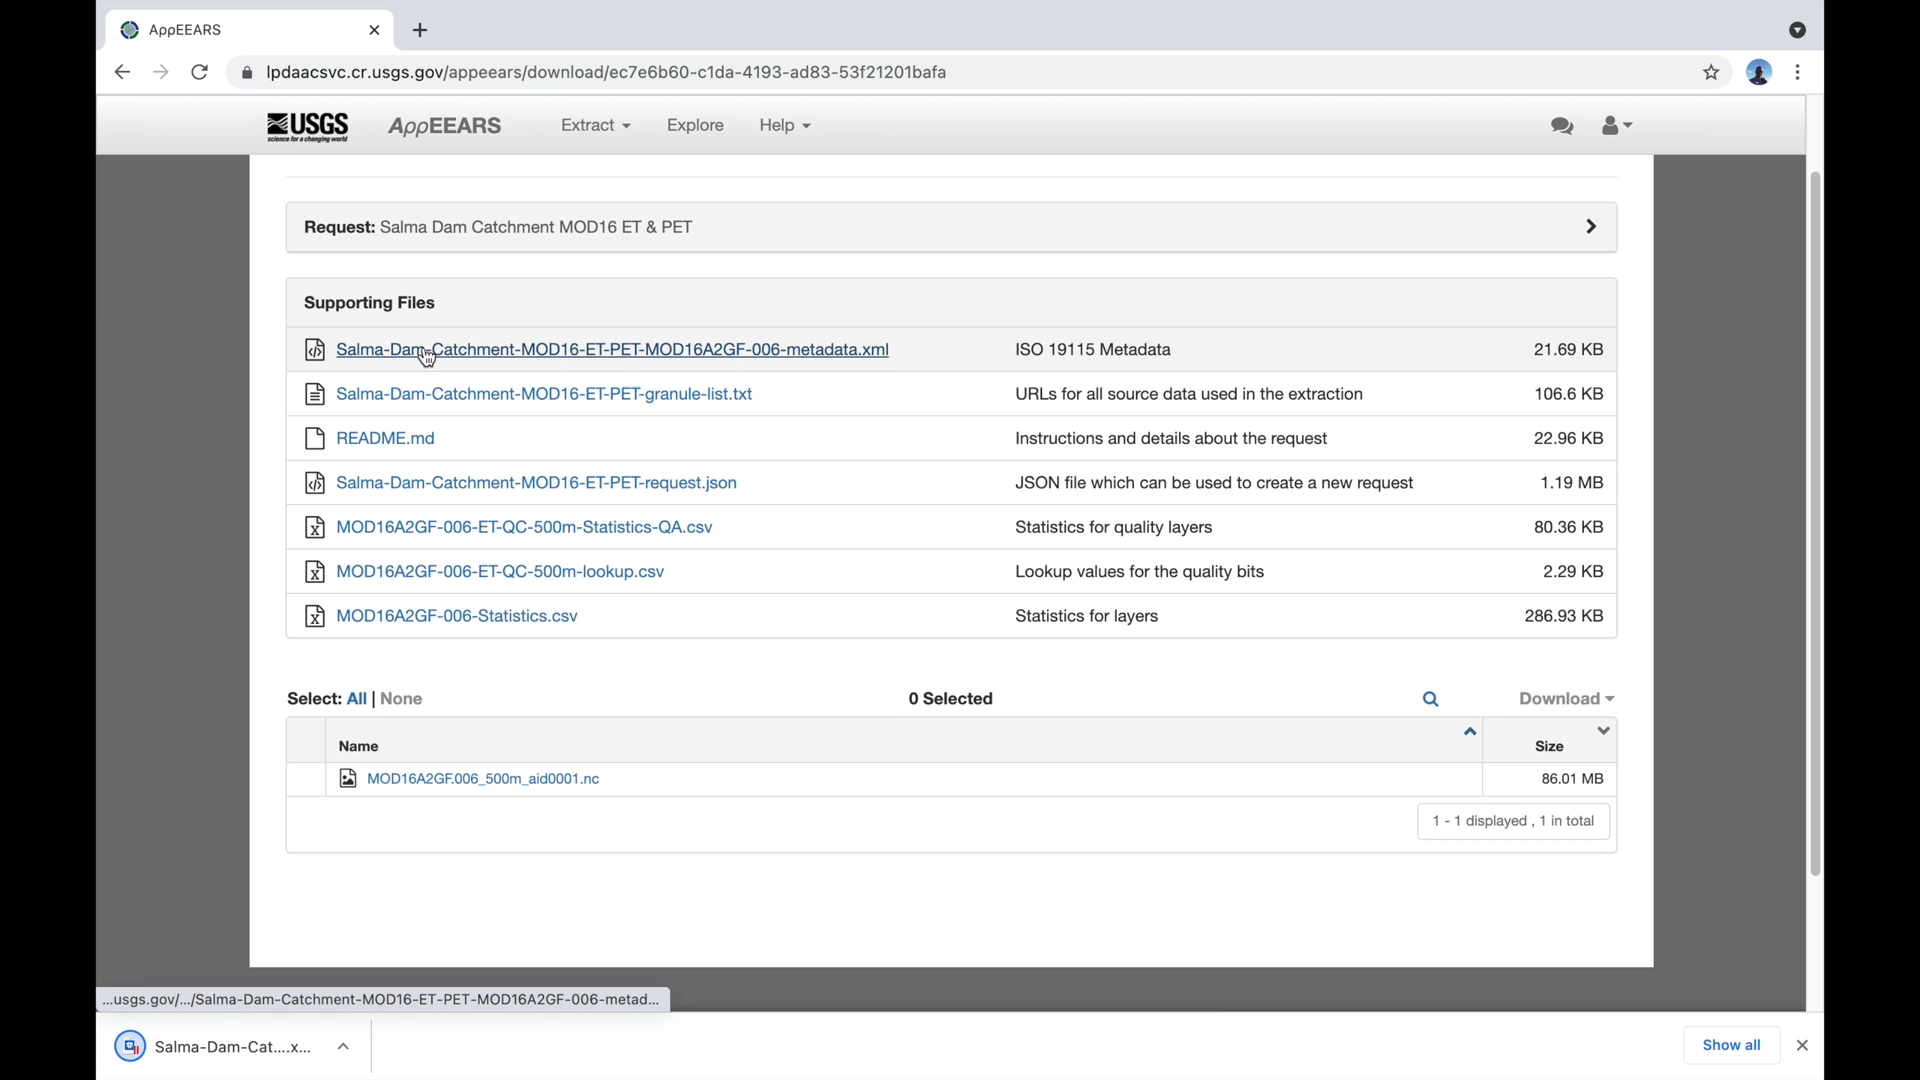 AppEEARS
lpdaacsvc.cr.usgs.gov/appeears/download/ec7e6b60-c1da-4193-ad83-53f21201bafa
USGS
science for a changing world
AppEEARS
Extract
Explore
Help
Request: Salma Dam Catchment MOD16 ET & PET
Supporting Files
Salma-Dam-Catchment-MOD16-ET-PET-MOD16A2GF-006-metadata.xml ISO 19115 Metadata 21.69 KB
Salma-Dam-Catchment-MOD16-ET-PET-granule-list.txt URLs for all source data used in the extraction 106.6 KB
README.md Instructions and details about the request 22.96 KB
Salma-Dam-Catchment-MOD16-ET-PET-request.json JSON file which can be used to create a new request 1.19 MB
MOD16A2GF-006-ET-QC-500m-Statistics-QA.csv Statistics for quality layers 80.36 KB
MOD16A2GF-006-ET-QC-500m-lookup.csv Lookup values for the quality bits 2.29 KB
MOD16A2GF-006-Statistics.csv Statistics for layers 286.93 KB
Select: All | None 0 Selected Download
Name Size
MOD16A2GF.006_500m_aid0001.nc 86.01 MB
1 - 1 displayed , 1 in total
...usgs.gov/.../Salma-Dam-Catchment-MOD16-ET-PET-MOD16A2GF-006-metad...
Salma-Dam-Cat....x... Show all